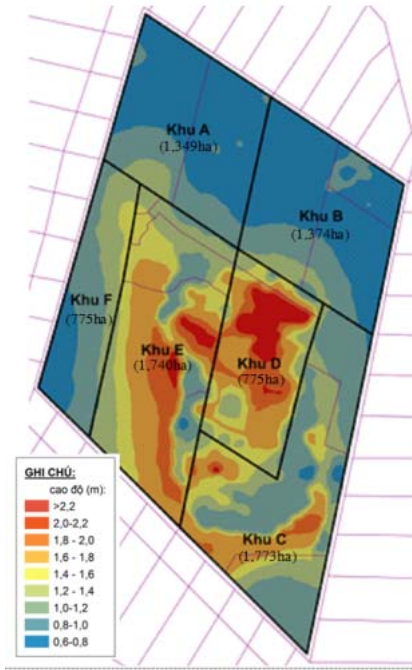 Khu A
(1,349ha)
Khu B
(1,374ha)
Khu F
(775ha)
Khu E
(1,740ha)
Khu D
(775ha)
Khu C
(1,773ha)
GHI CHÚ:
cao độ (m):
>2,2
2,0-2,2
1,8 - 2,0
1,6 - 1,8
1,4 - 1,6
1,2 - 1,4
1,0-1,2
0,8-1,0
0,6-0,8